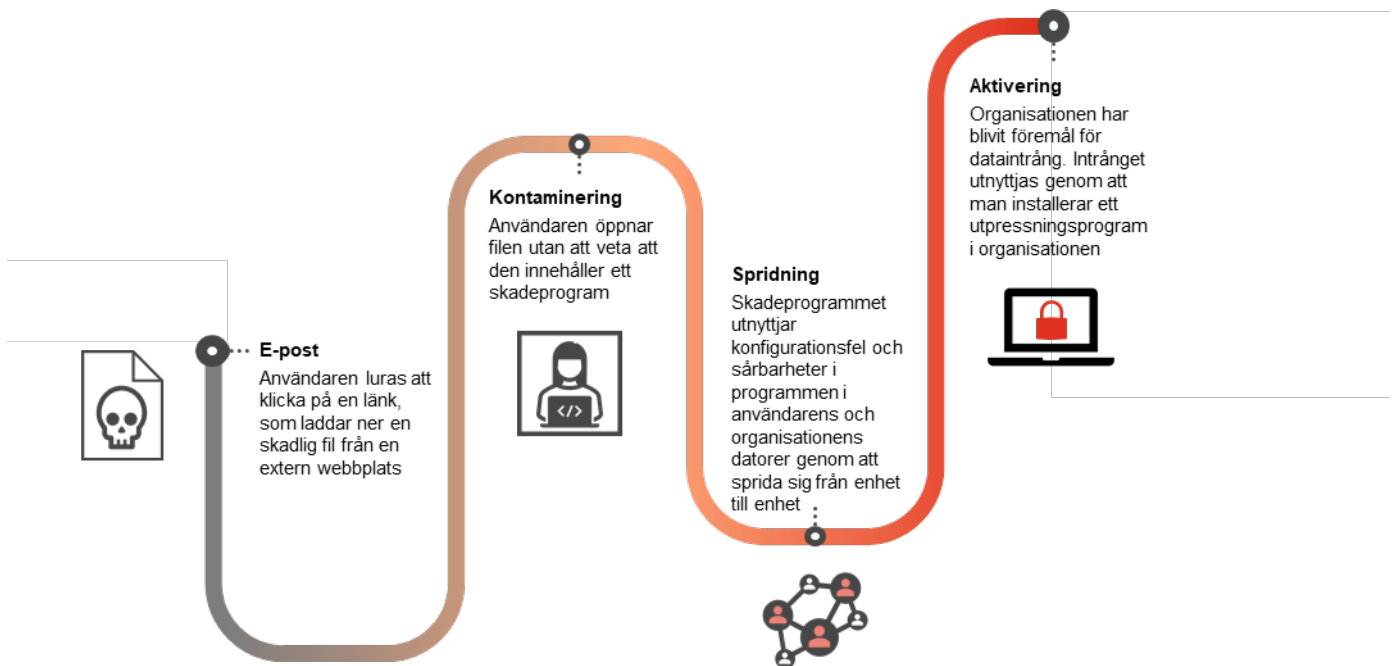 E-post
Användaren luras att
klicka på en länk,
som laddar ner en
skadlig fil från en
extern webbplats
Kontaminering
Användaren öppnar
filen utan att veta att
den innehåller ett
skadeprogram
</>
Spridning
Skadeprogrammet
utnyttjar
konfigurationsfel och
sårbarheter i
programmen i
användarens och
organisationens
datorer genom att
sprida sig från enhet
till enhet
Aktivering
Organisationen har
blivit föremål för
dataintrång. Intrånget
utnyttjas genom att
man installerar ett
utpressningsprogram
i organisationen